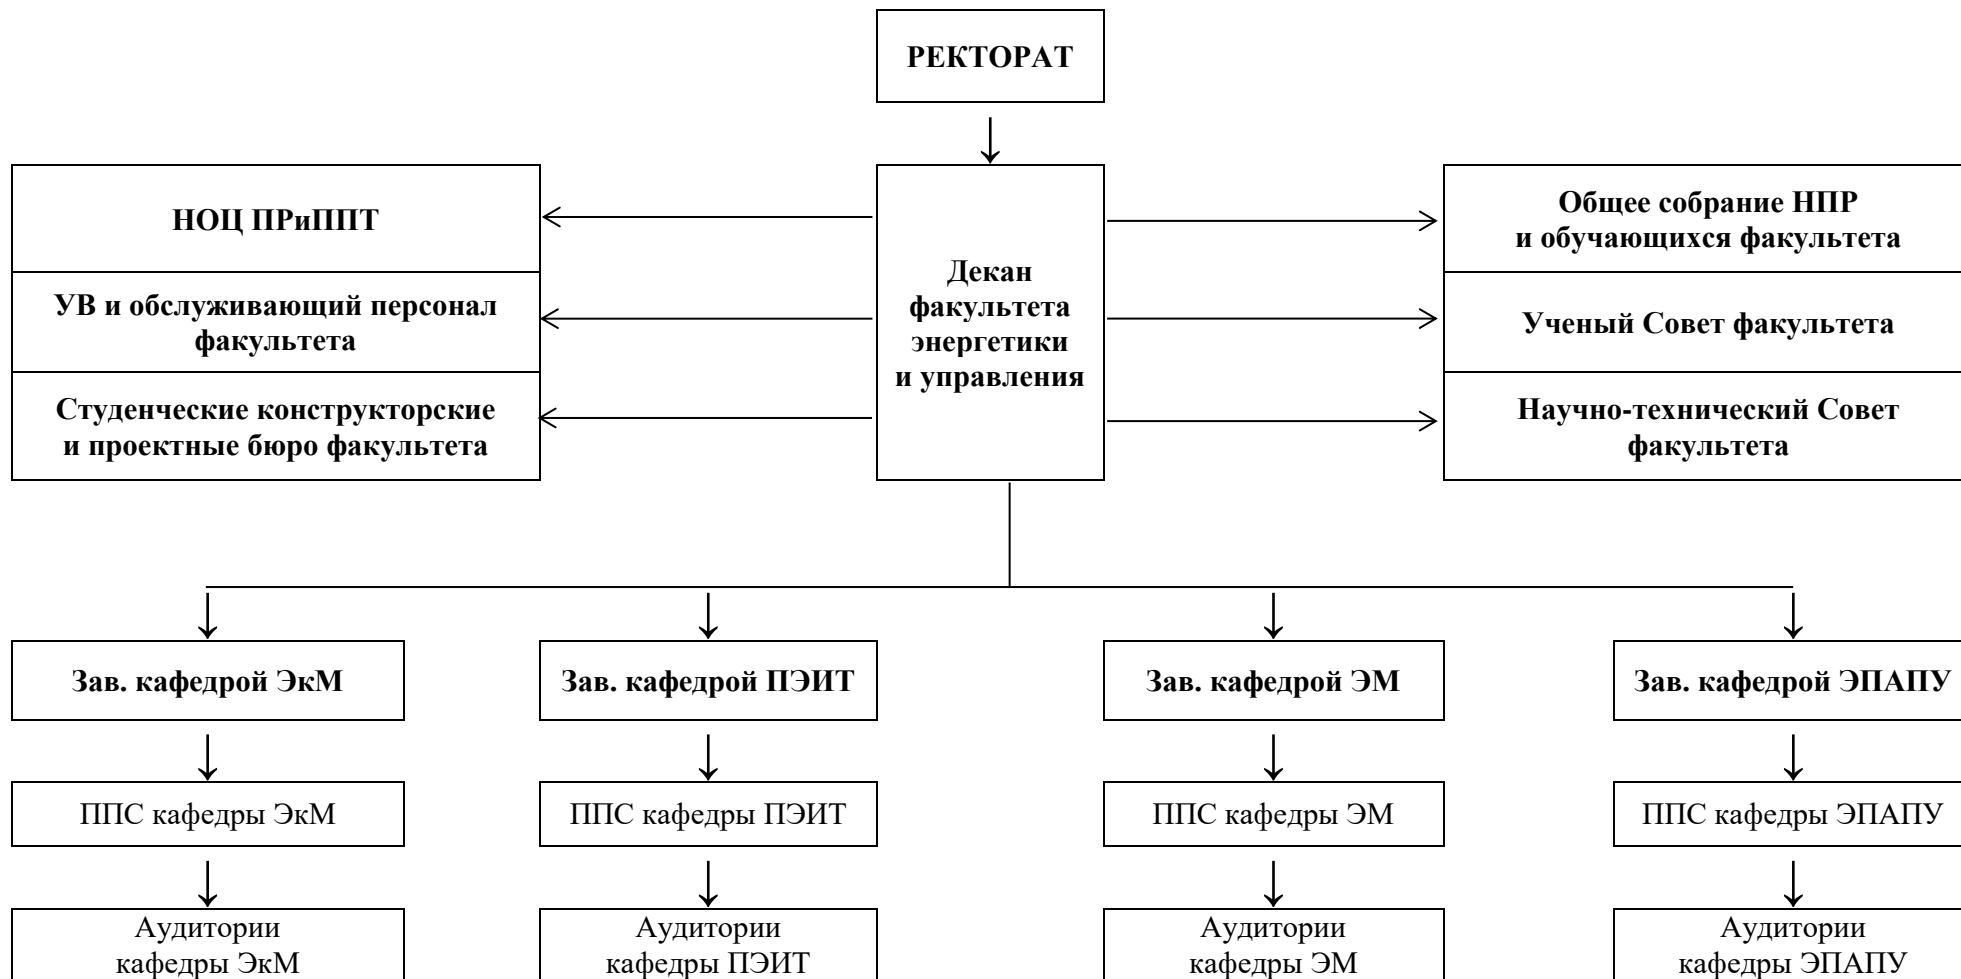 РЕКТОРАТ
НОЦ ПРиППТ
УВ и обслуживающий персонал
факультета
Студенческие конструкторские
и проектные бюро факультета
Декан
факультета
энергетики
и управления
Общее собрание НПР
и обучающихся факультета
Ученый Совет факультета
Научно-технический Совет
факультета
Зав. кафедрой ЭкМ
Зав. кафедрой ПЭИТ
Зав. кафедрой ЭМ
Зав. кафедрой ЭПАПУ
ППС кафедры ЭкМ
ППС кафедры ПЭИТ
ППС кафедры ЭМ
ППС кафедры ЭПАПУ
Аудитории
кафедры ЭкМ
Аудитории
кафедры ПЭИТ
Аудитории
кафедры ЭМ
Аудитории
кафедры ЭПАПУ